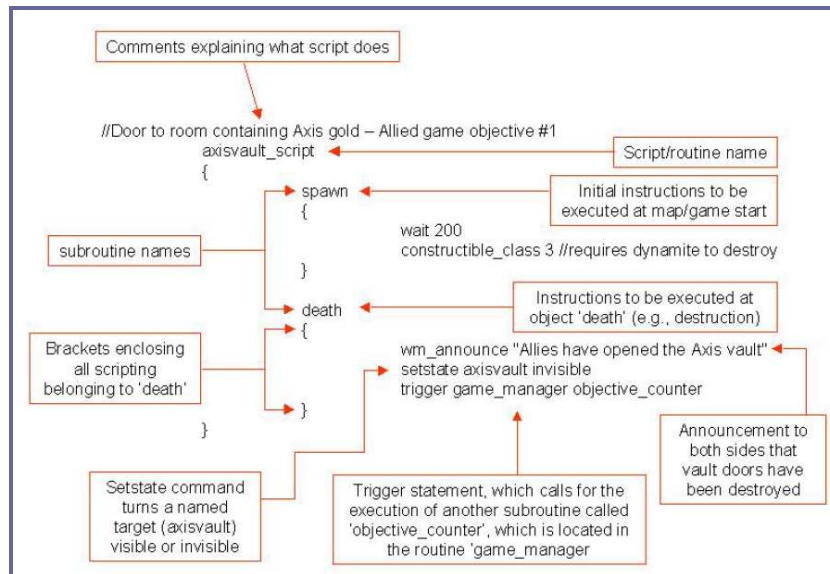 Comments explaining what script does
//Door to room containing Axis gold – Allied game objective #1
axisvault_script
Script/routine name
{
spawn
Initial instructions to be
executed at map/game start
{
wait 200
constructible_class 3 //requires dynamite to destroy
subroutine names
}
death
Instructions to be executed at
object 'death' (e.g., destruction)
{
Brackets enclosing
all scripting
belonging to 'death'
wm_announce "Allies have opened the Axis vault"
setstate axisvault invisible
trigger game_manager objective_counter
}
}
Announcement to
both sides that
vault doors have
been destroyed
Setstate command
turns a named
target (axisvault)
visible or invisible
Trigger statement, which calls for the
execution of another subroutine called
'objective_counter', which is located in
the routine 'game_manager